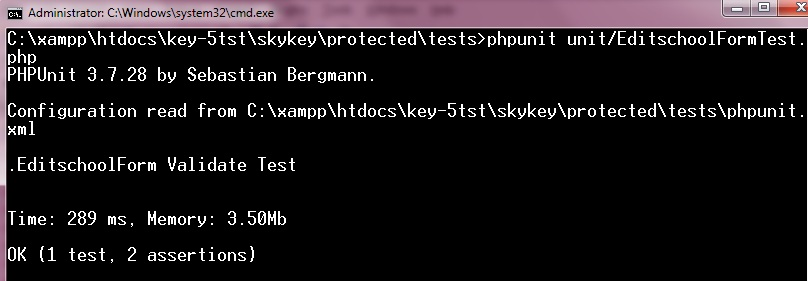 Administrator: C:\Windows\system32\cmd.exe
C:\xampp\htdocs\key-5tst\skykey\protected\tests>phpunit unit/EditschoolFormTest.
php
PHPUnit 3.7.28 by Sebastian Bergmann.
Configuration read from C:\xampp\htdocs\key-5tst\skykey\protected\tests\phpunit.
xml
.EditschoolForm Validate Test
Time: 289 ms, Memory: 3.50Mb
OK (1 test, 2 assertions)